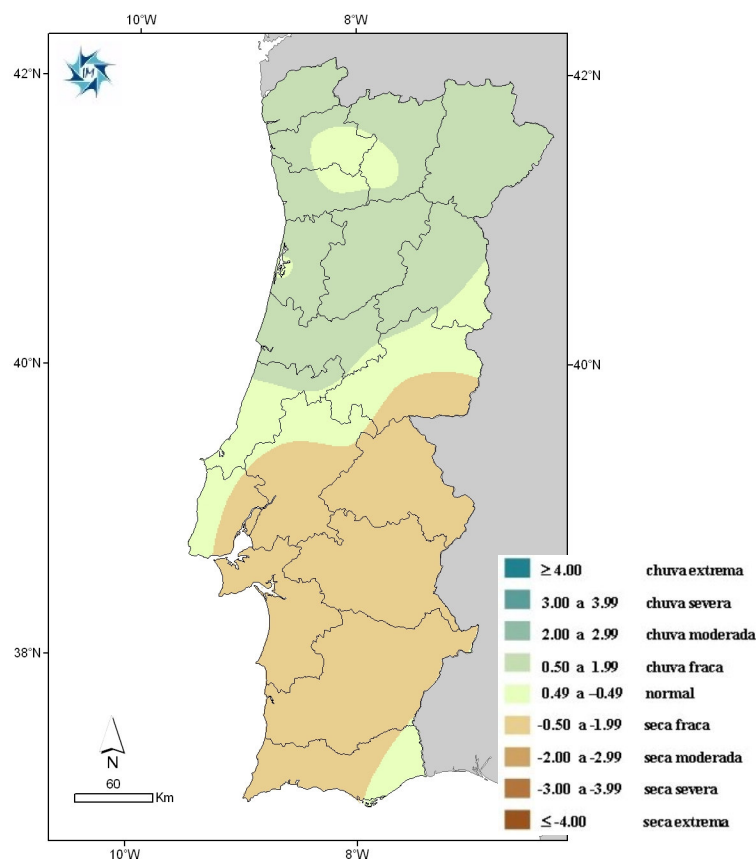 10°W 8°W
IM
42°N 42°N
40°N 40°N
38°N
≥ 4.00 chuva extrema
3.00 a 3.99 chuva severa
2.00 a 2.99 chuva moderada
0.50 a 1.99 chuva fraca
0.49 a -0.49 normal
-0.50 a -1.99 seca fraca
-2.00 a -2.99 seca moderada
-3.00 a -3.99 seca severa
≤ -4.00 seca extrema
N
60
Km
10°W 8°W